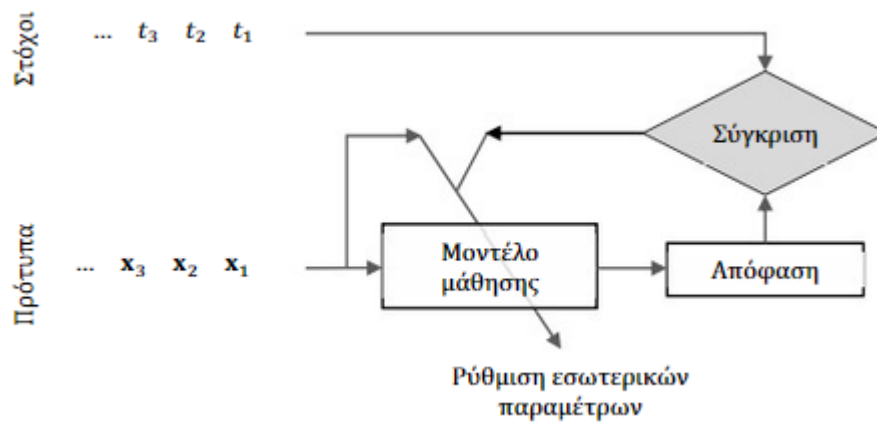 Στόχοι
... t₃ t₂ t₁
Σύγκριση
Πρότυπα
... x₃ x₂ x₁
Μοντέλο
μάθησης
Απόφαση
Ρύθμιση εσωτερικών
παραμέτρων